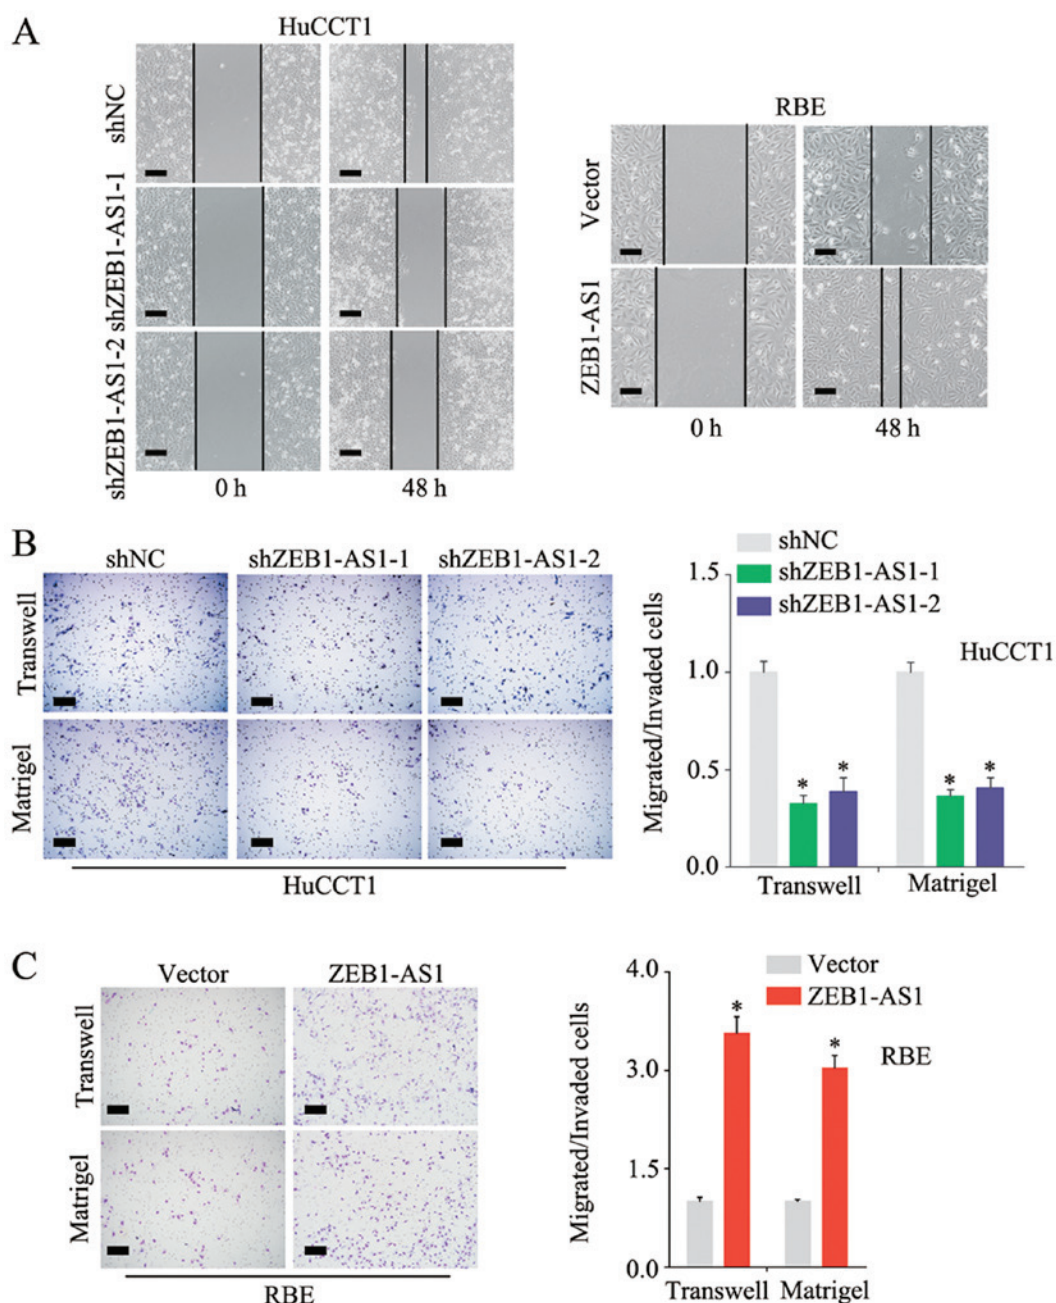 A
HuCCT1
shNC
shZEB1-AS1-1
shZEB1-AS1-2
0 h
48 h
RBE
Vector
ZEB1-AS1
0 h
48 h
B
shNC
shZEB1-AS1-1
shZEB1-AS1-2
Transwell
Matrigel
HuCCT1
shNC
shZEB1-AS1-1
shZEB1-AS1-2
HuCCT1
Migrated/Invaded cells
1.5
1.0
0.5
0.0
* *
* *
Transwell
Matrigel
C
Vector
ZEB1-AS1
Transwell
Matrigel
RBE
Vector
ZEB1-AS1
RBE
Migrated/Invaded cells
4.0
3.0
1.5
0.0
*
*
Transwell
Matrigel